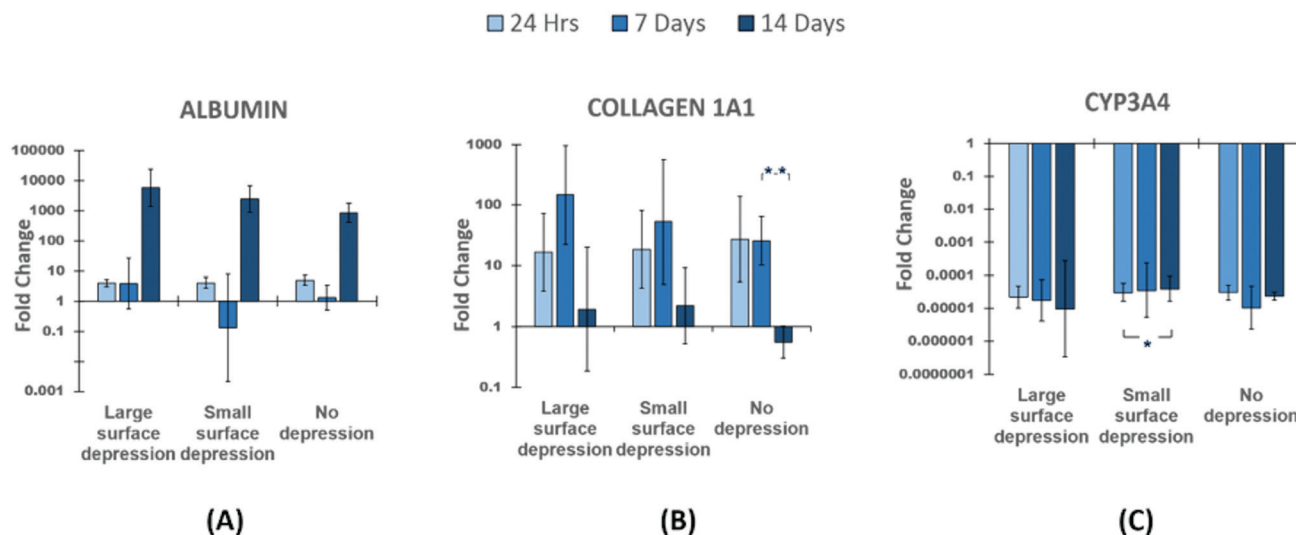 24 Hrs 7 Days 14 Days
ALBUMIN
Fold Change
100000
10000
1000
100
10
1
0.1
0.001
Large surface depression
Small surface depression
No depression
(A)
COLLAGEN 1A1
Fold Change
1000
100
10
1
0.1
* *
Large surface depression
Small surface depression
No depression
(B)
CYP3A4
Fold Change
1
0.1
0.01
0.001
0.0001
0.00001
0.000001
0.0000001
*
Large surface depression
Small surface depression
No depression
(C)